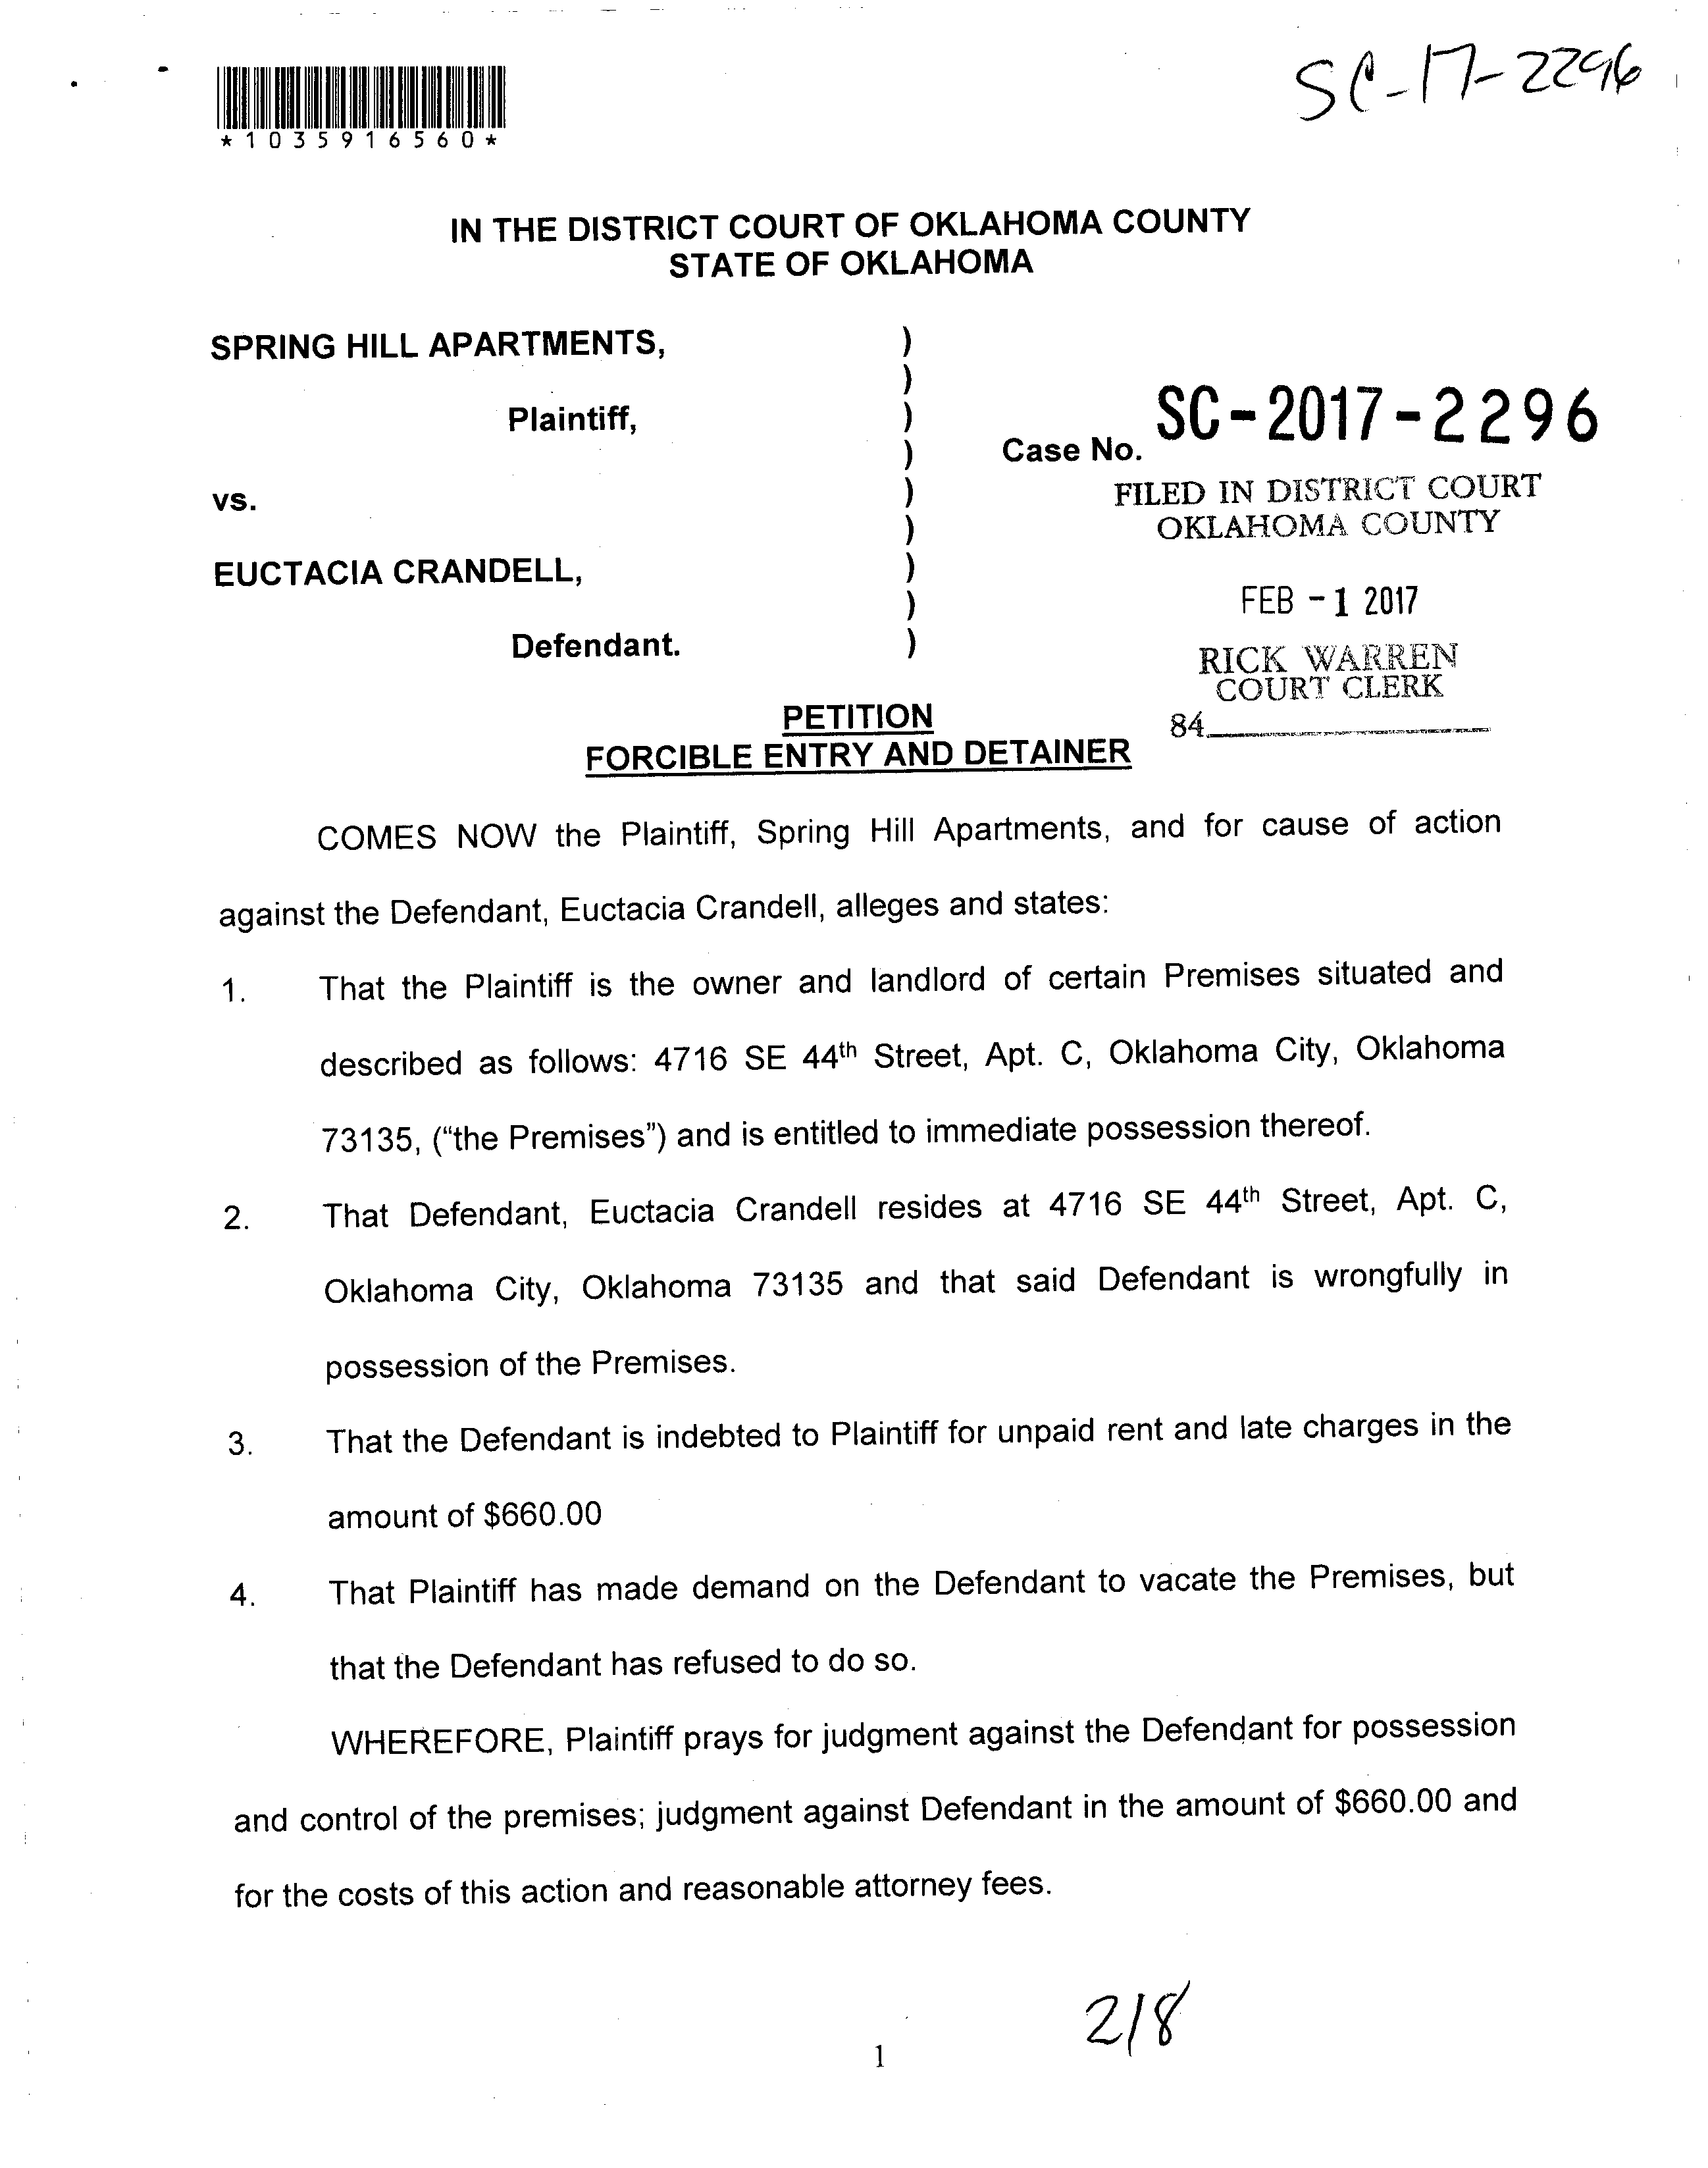 SC-17-2296
*1035916560*
IN THE DISTRICT COURT OF OKLAHOMA COUNTY
STATE OF OKLAHOMA
SPRING HILL APARTMENTS, )
)
Plaintiff, )
) Case No. SC-2017-2296
vs. ) FILED IN DISTRICT COURT
) OKLAHOMA COUNTY
EUCTACIA CRANDELL, )
) FEB -1 2017
Defendant. )
RICK WARREN
COURT CLERK
84
PETITION
FORCIBLE ENTRY AND DETAINER
COMES NOW the Plaintiff, Spring Hill Apartments, and for cause of action
against the Defendant, Euctacia Crandell, alleges and states:
1. That the Plaintiff is the owner and landlord of certain Premises situated and
described as follows: 4716 SE 44th Street, Apt. C, Oklahoma City, Oklahoma
73135, (“the Premises”) and is entitled to immediate possession thereof.
2. That Defendant, Euctacia Crandell resides at 4716 SE 44th Street, Apt. C,
Oklahoma City, Oklahoma 73135 and that said Defendant is wrongfully in
possession of the Premises.
3. That the Defendant is indebted to Plaintiff for unpaid rent and late charges in the
amount of $660.00
4. That Plaintiff has made demand on the Defendant to vacate the Premises, but
that the Defendant has refused to do so.
WHEREFORE, Plaintiff prays for judgment against the Defendant for possession
and control of the premises; judgment against Defendant in the amount of $660.00 and
for the costs of this action and reasonable attorney fees.
2/8
1